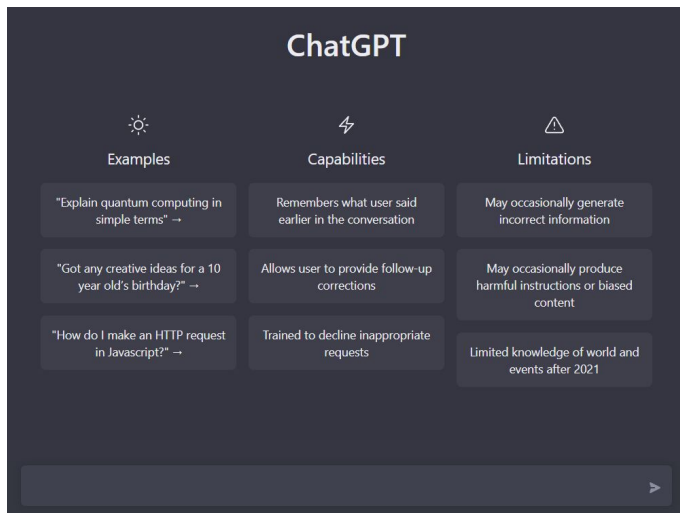 ChatGPT
Examples
"Explain quantum computing in
simple terms" →
"Got any creative ideas for a 10
year old's birthday?" →
"How do I make an HTTP request
in Javascript?" →
Capabilities
Remembers what user said
earlier in the conversation
Allows user to provide follow-up
corrections
Trained to decline inappropriate
requests
Limitations
May occasionally generate
incorrect information
May occasionally produce
harmful instructions or biased
content
Limited knowledge of world and
events after 2021